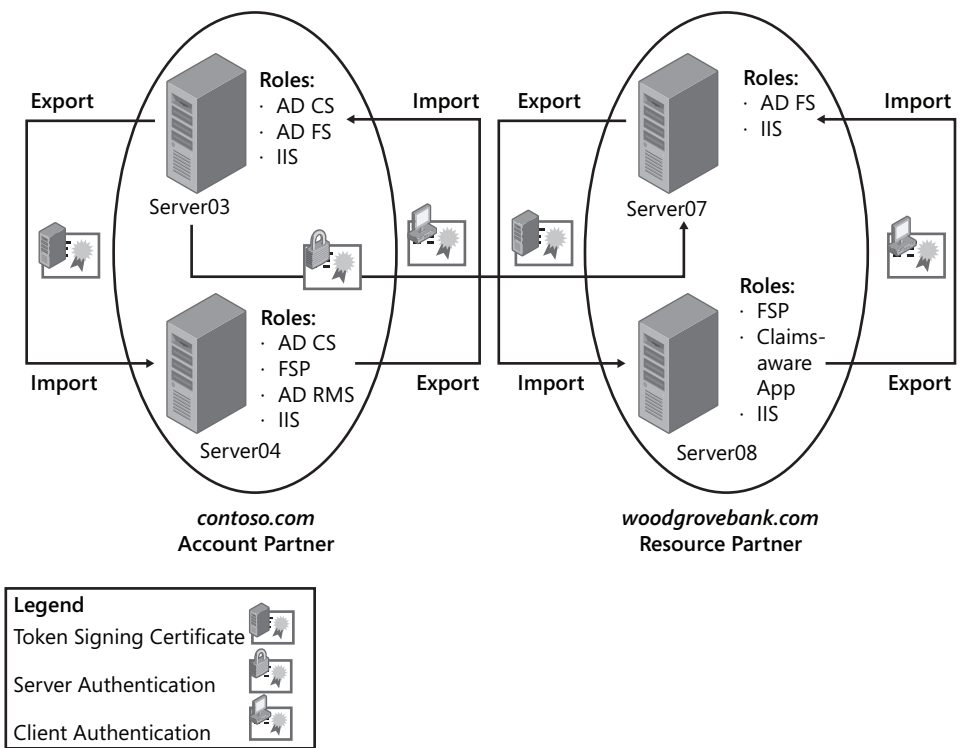 Export
Roles:
· AD CS
· AD FS
· IIS
Server03
Import
Export
Roles:
· AD FS
· IIS
Server07
Import
Import
Roles:
· AD CS
· FSP
· AD RMS
· IIS
Server04
Export
Import
Roles:
· FSP
· Claims-
aware
App
· IIS
Server08
Export
contoso.com
Account Partner
woodgrovebank.com
Resource Partner
Legend
Token Signing Certificate
Server Authentication
Client Authentication